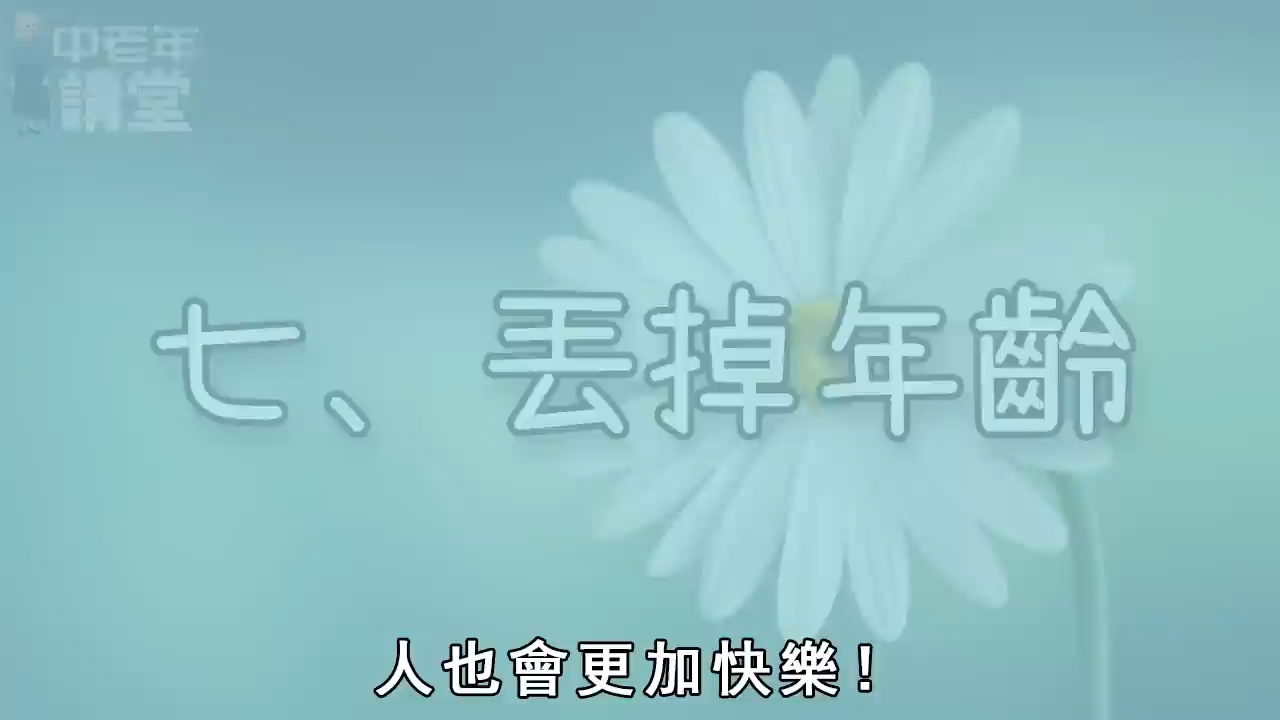 中老年
講堂
七、丟掉年齡
人也會更加快樂！